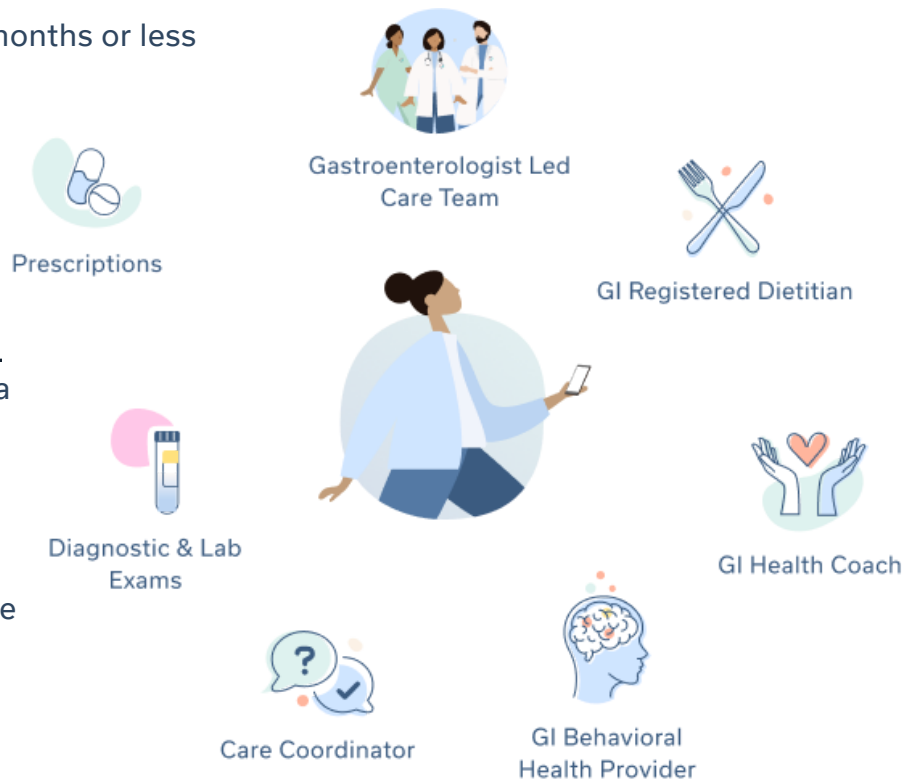 months or less
Gastroenterologist Led
Care Team
Prescriptions
GI Registered Dietitian
.
a
Diagnostic & Lab
Exams
GI Health Coach
e
?
Care Coordinator
GI Behavioral
Health Provider